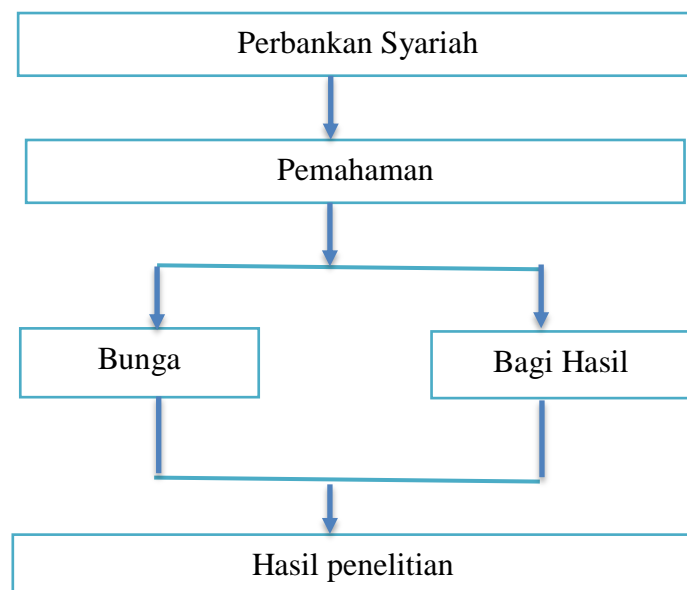 Perbankan Syariah
Pemahaman
Bunga
Bagi Hasil
Hasil penelitian